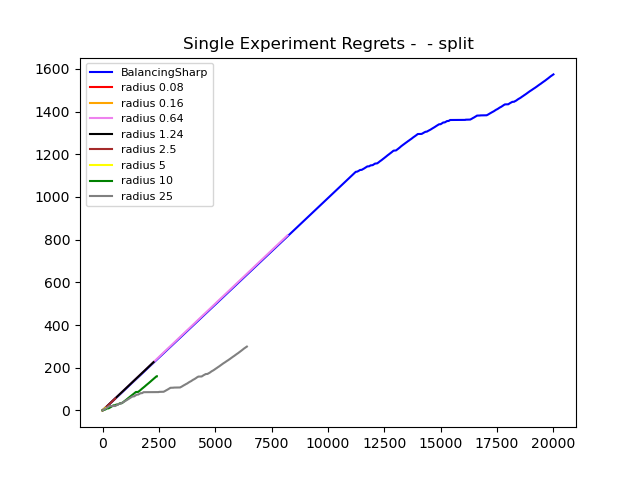 Single Experiment Regrets -  - split
BalancingSharp
radius 0.08
radius 0.16
radius 0.64
radius 1.24
radius 2.5
radius 5
radius 10
radius 25
1600
1400
1200
1000
800
600
400
200
0
0 2500 5000 7500 10000 12500 15000 17500 20000